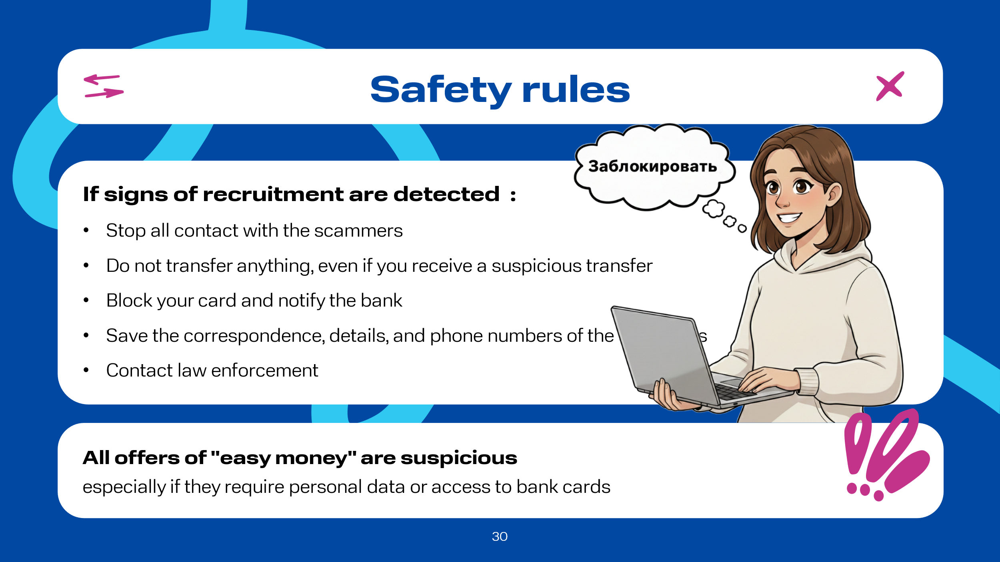 Safety rules
Заблокировать
If signs of recruitment are detected :
• Stop all contact with the scammers
• Do not transfer anything, even if you receive a suspicious transfer
• Block your card and notify the bank
• Save the correspondence, details, and phone numbers of the
• Contact law enforcement
All offers of "easy money" are suspicious
especially if they require personal data or access to bank cards
30